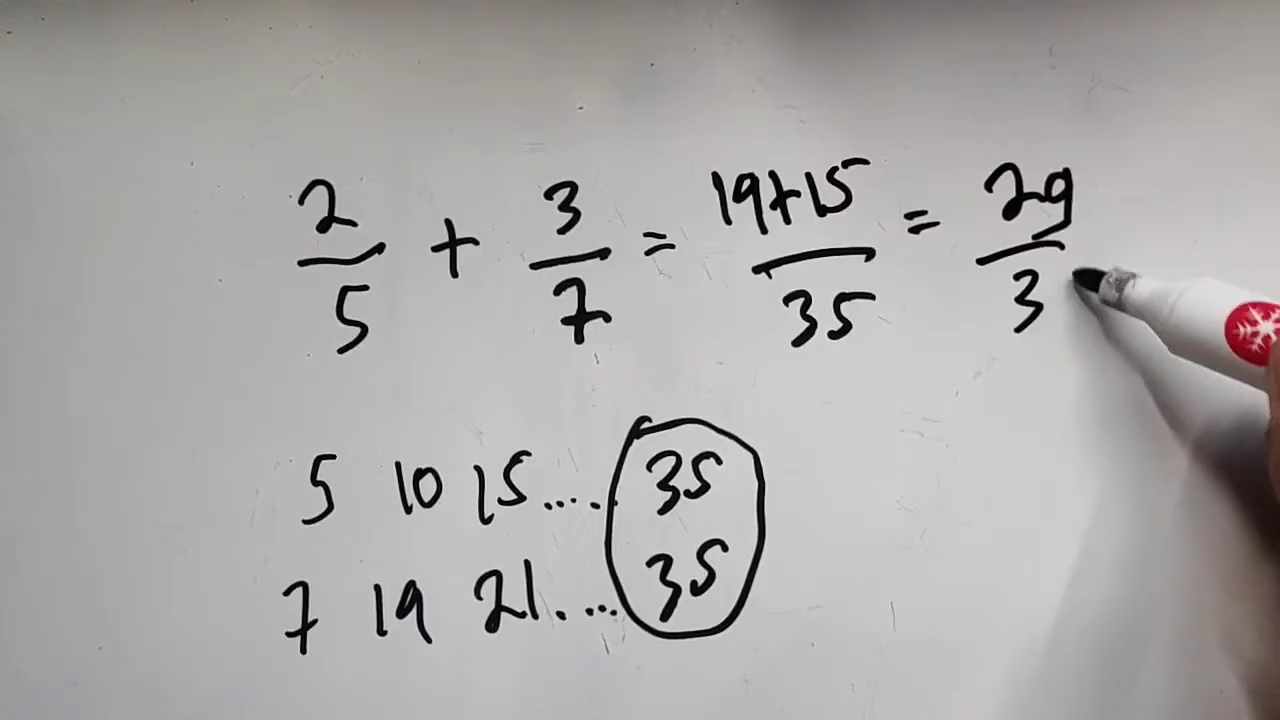 2/5 + 3/7 = 14+15/35 = 29/3
5 10 15.... 35
7 14 21.... 35